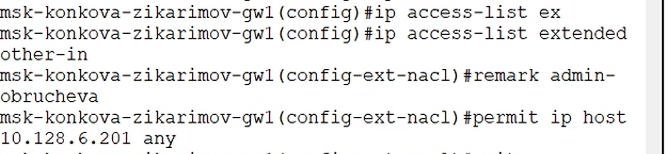 msk-konkova-zikarimov-gw1(config)#ip access-list ex
msk-konkova-zikarimov-gw1(config)#ip access-list extended
other-in
msk-konkova-zikarimov-gw1(config-ext-nacl)#remark admin-
obrucheva
msk-konkova-zikarimov-gw1(config-ext-nacl)#permit ip host
10.128.6.201 any